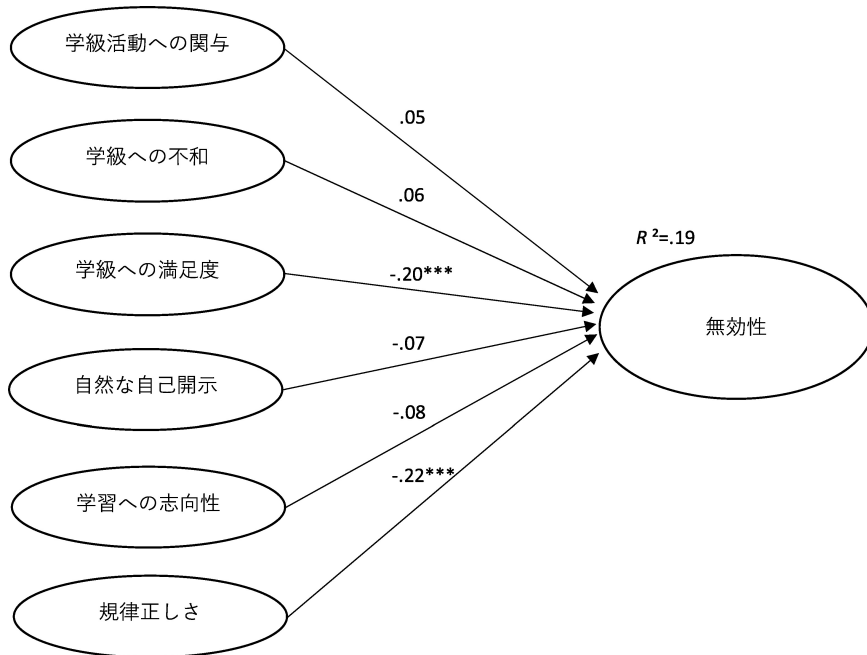 学級活動への関与
.05
学級への不和
.06
R ²=.19
学級への満足度
-.20***
無効性
自然な自己開示
-.07
学習への志向性
-.08
規律正しさ
-.22***